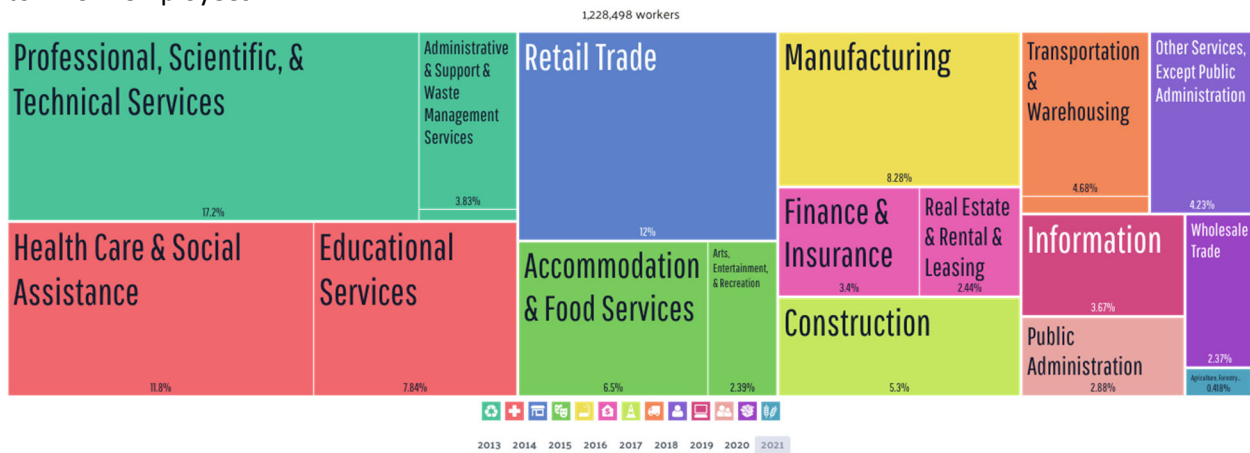 1,228,498 workers
Professional, Scientific, &
Technical Services
17.2%
Administrative
& Support &
Waste
Management
Services
3.83%
Health Care & Social
Assistance
11.8%
Educational
Services
7.84%
Retail Trade
12%
Accommodation
& Food Services
6.5%
Arts,
Entertainment,
& Recreation
2.39%
Manufacturing
8.28%
Finance &
Insurance
3.4%
Real Estate
& Rental &
Leasing
2.44%
Construction
5.3%
Transportation
&
Warehousing
4.68%
Other Services,
Except Public
Administration
4.23%
Information
3.67%
Public
Administration
2.88%
Wholesale
Trade
2.37%
Agriculture, Forestry...
0.418%
2013 2014 2015 2016 2017 2018 2019 2020 2021